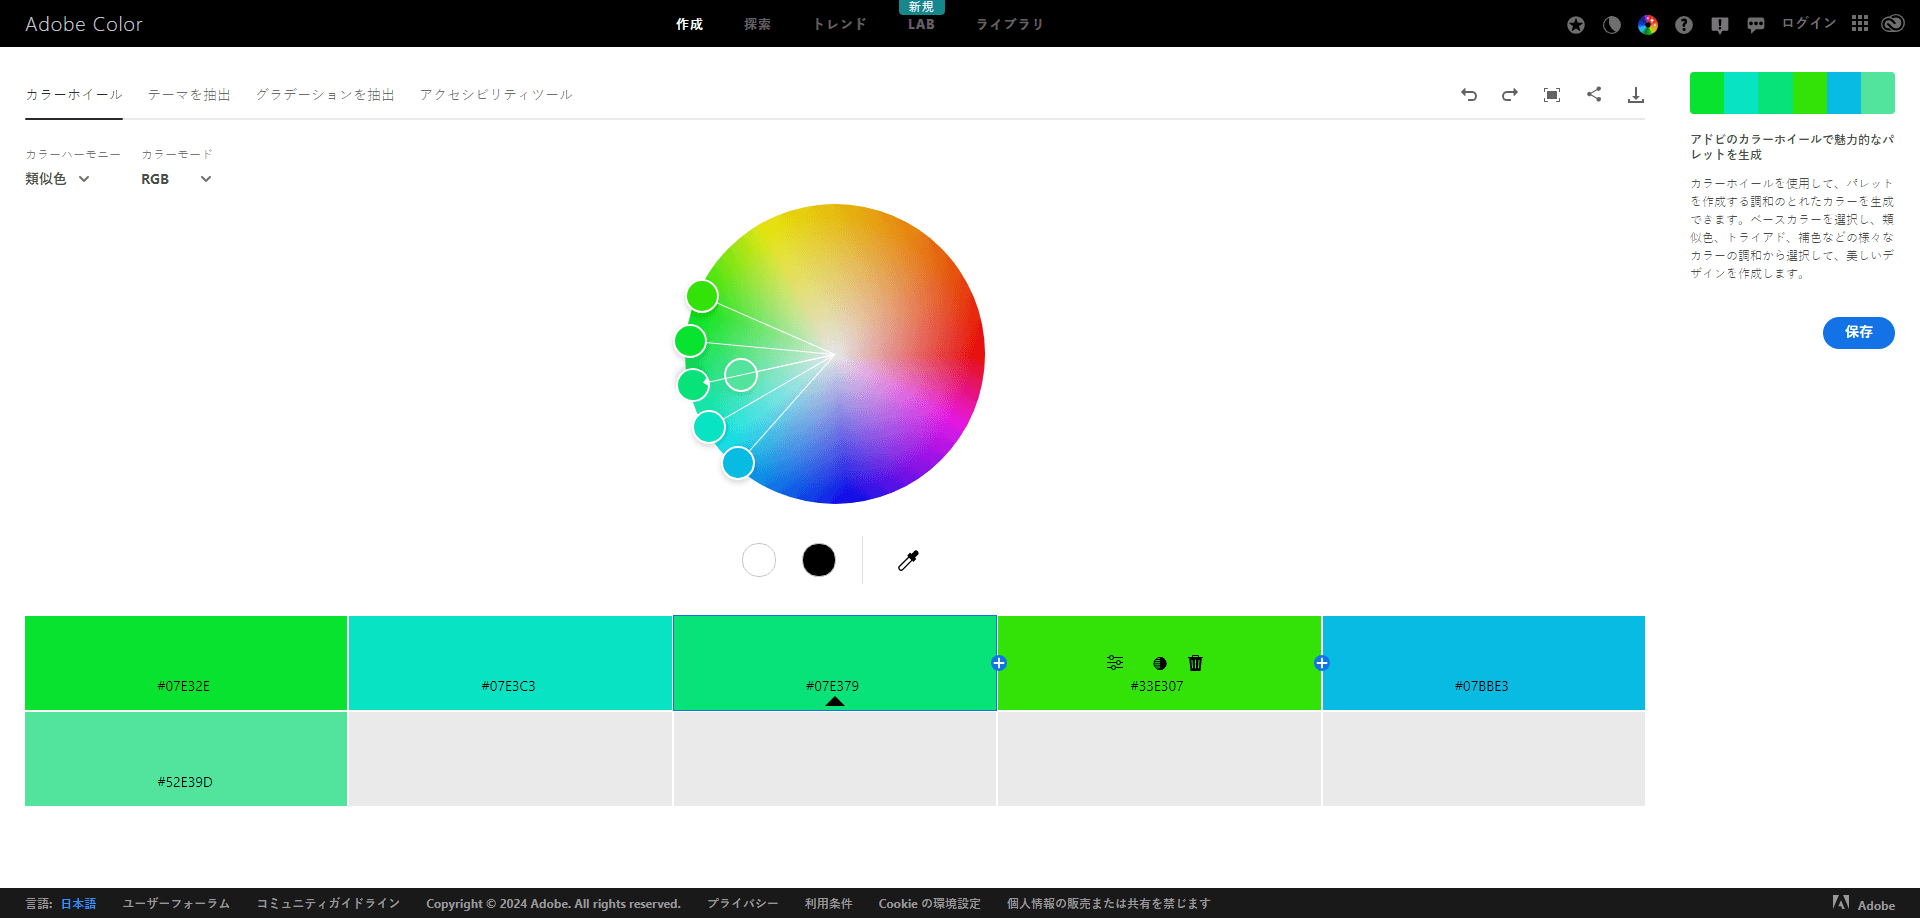 Adobe Color
作成
探索
トレンド
新規
LAB
ライブラリ
ログイン
カラーホイール
テーマを抽出
グラデーションを抽出
アクセシビリティツール
カラーハーモニー
カラーモード
類似色
RGB
アドビのカラーホイールで魅力的なパ
レットを生成
カラーホイールを使用して、パレット
を作成する調和のとれたカラーを生成
できます。ベースカラーを選択し、類
似色、トライアド、補色などの様々な
カラーの調和から選択して、美しいデ
ザインを作成します。
保存
#07E32E
#07E3C3
#07E379
#33E307
#07BBE3
#52E39D
言語: 日本語
ユーザーフォーラム
コミュニティガイドライン
Copyright © 2024 Adobe. All rights reserved.
プライバシー
利用条件
Cookie の環境設定
個人情報の販売または共有を禁じます
Adobe